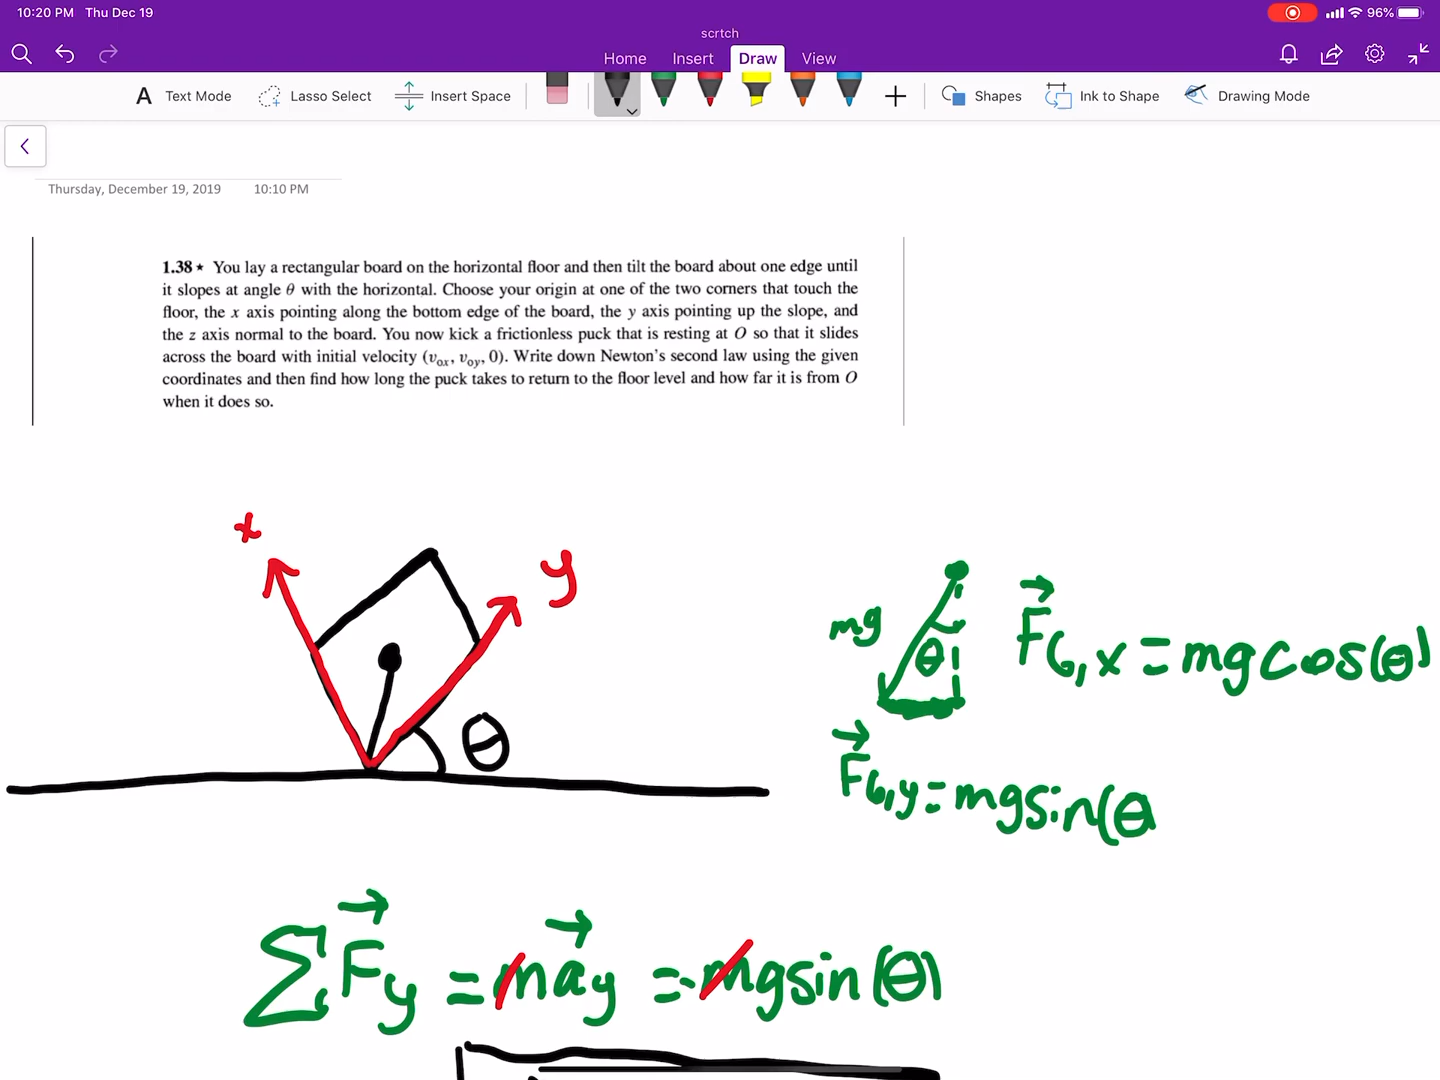 10:20 PM Thu Dec 19
96%
scrtch
Home Insert Draw View
A Text Mode Lasso Select Insert Space Shapes Ink to Shape Drawing Mode
Thursday, December 19, 2019 10:10 PM
1.38⋆ You lay a rectangular board on the horizontal floor and then tilt the board about one edge until
it slopes at angle θ with the horizontal. Choose your origin at one of the two corners that touch the
floor, the x axis pointing along the bottom edge of the board, the y axis pointing up the slope, and
the z axis normal to the board. You now kick a frictionless puck that is resting at O so that it slides
across the board with initial velocity (v_ox, v_oy, 0). Write down Newton's second law using the given
coordinates and then find how long the puck takes to return to the floor level and how far it is from O
when it does so.
x
y
θ
mg
θ
F⃗G,x = mgcos(θ)
F⃗G,y = mgsin(θ
∑F⃗y = ma⃗y = -mgsin(θ)